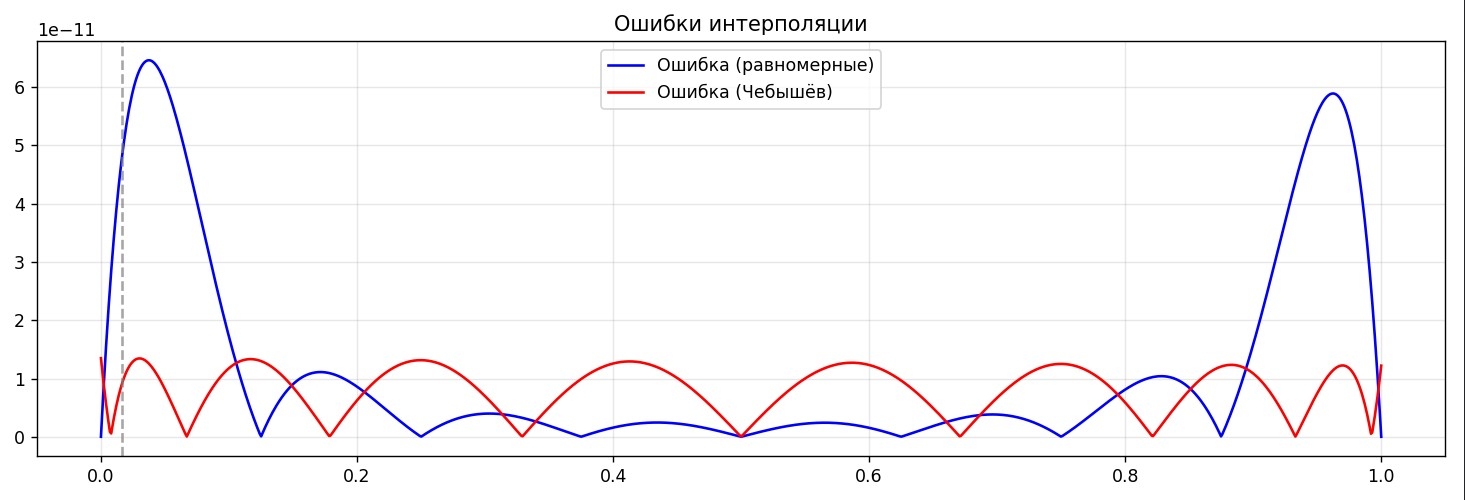 Ошибки интерполяции
1e−11
Ошибка (равномерные)
Ошибка (Чебышёв)
6
5
4
3
2
1
0
0.0 0.2 0.4 0.6 0.8 1.0